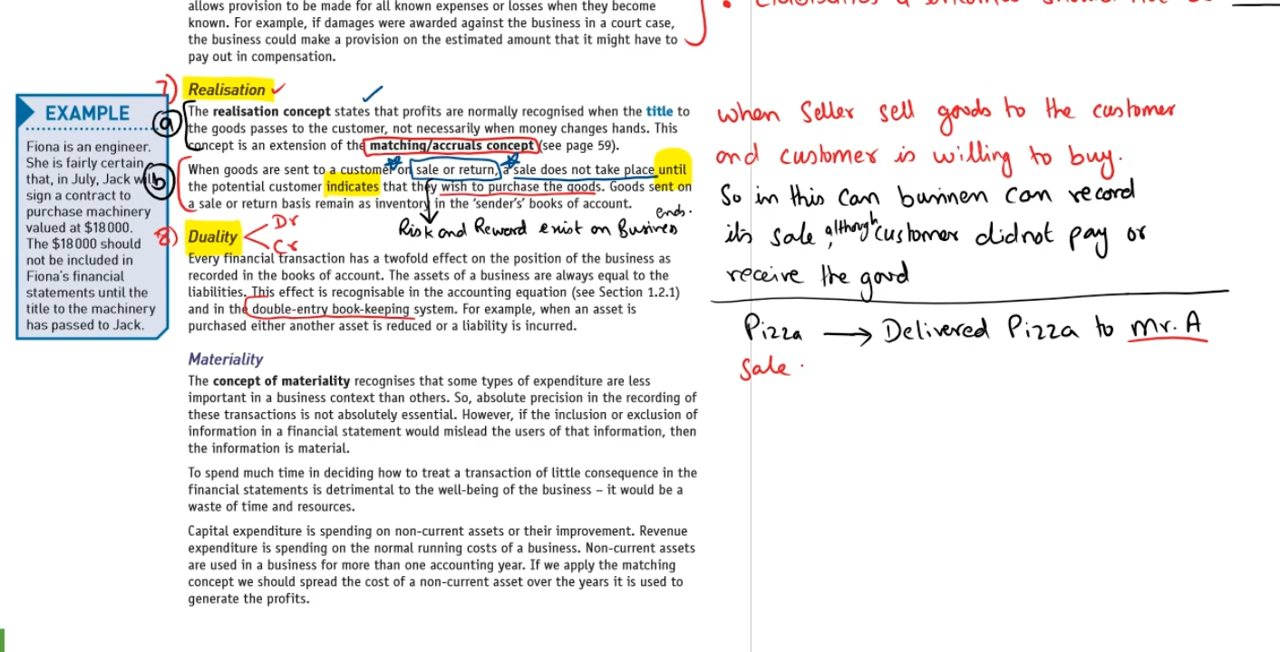 allows provision to be made for all known expenses or losses when they become
known. For example, if damages were awarded against the business in a court case,
the business could make a provision on the estimated amount that it might have to
pay out in compensation.
7) Realisation
a
The realisation concept states that profits are normally recognised when the title to
the goods passes to the customer, not necessarily when money changes hands. This
concept is an extension of the matching/accruals concept (see page 59).
b
When goods are sent to a customer on sale or return, a sale does not take place until
the potential customer indicates that they wish to purchase the goods. Goods sent on
a sale or return basis remain as inventory in the 'sender's' books of account.
Risk and Reward exist on Busines
ends.
8) Duality
Dr
Cr
Every financial transaction has a twofold effect on the position of the business as
recorded in the books of account. The assets of a business are always equal to the
liabilities. This effect is recognisable in the accounting equation (see Section 1.2.1)
and in the double-entry book-keeping system. For example, when an asset is
purchased either another asset is reduced or a liability is incurred.
Materiality
The concept of materiality recognises that some types of expenditure are less
important in a business context than others. So, absolute precision in the recording of
these transactions is not absolutely essential. However, if the inclusion or exclusion of
information in a financial statement would mislead the users of that information, then
the information is material.
To spend much time in deciding how to treat a transaction of little consequence in the
financial statements is detrimental to the well-being of the business – it would be a
waste of time and resources.
Capital expenditure is spending on non-current assets or their improvement. Revenue
expenditure is spending on the normal running costs of a business. Non-current assets
are used in a business for more than one accounting year. If we apply the matching
concept we should spread the cost of a non-current asset over the years it is used to
generate the profits.
EXAMPLE
Fiona is an engineer.
She is fairly certain
that, in July, Jack will
sign a contract to
purchase machinery
valued at $18 000.
The $18 000 should
not be included in
Fiona's financial
statements until the
title to the machinery
has passed to Jack.
when Seller sell goods to the customer
and customer is willing to buy.
So in this Can business can record
its sale although customer did not pay or
receive the good
Pizza → Delivered Pizza to Mr. A
Sale.